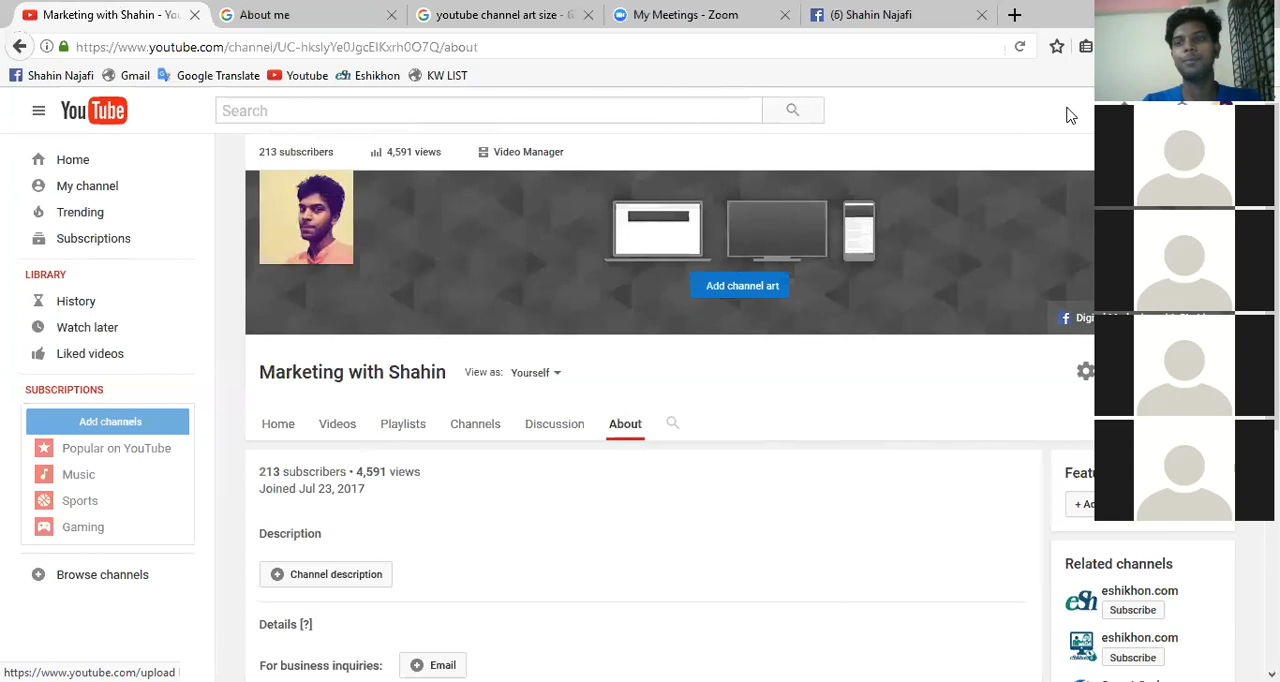 Marketing with Shahin - You
About me
youtube channel art size - G
My Meetings - Zoom
(6) Shahin Najafi
https://www.youtube.com/channel/UC-hkslyYe0JgcElKxrh0O7Q/about
Shahin Najafi
Gmail
Google Translate
Youtube
Eshikhon
KW LIST
YouTube
Search
213 subscribers
4,591 views
Video Manager
Home
My channel
Trending
Subscriptions
LIBRARY
History
Watch later
Liked videos
SUBSCRIPTIONS
Add channels
Popular on YouTube
Music
Sports
Gaming
Browse channels
Add channel art
Marketing with Shahin
View as: Yourself
Home
Videos
Playlists
Channels
Discussion
About
213 subscribers • 4,591 views
Joined Jul 23, 2017
Description
Channel description
Details [?]
For business inquiries:
Email
Related channels
esh
eshikhon.com
Subscribe
eshikhon.com
Subscribe
https://www.youtube.com/upload